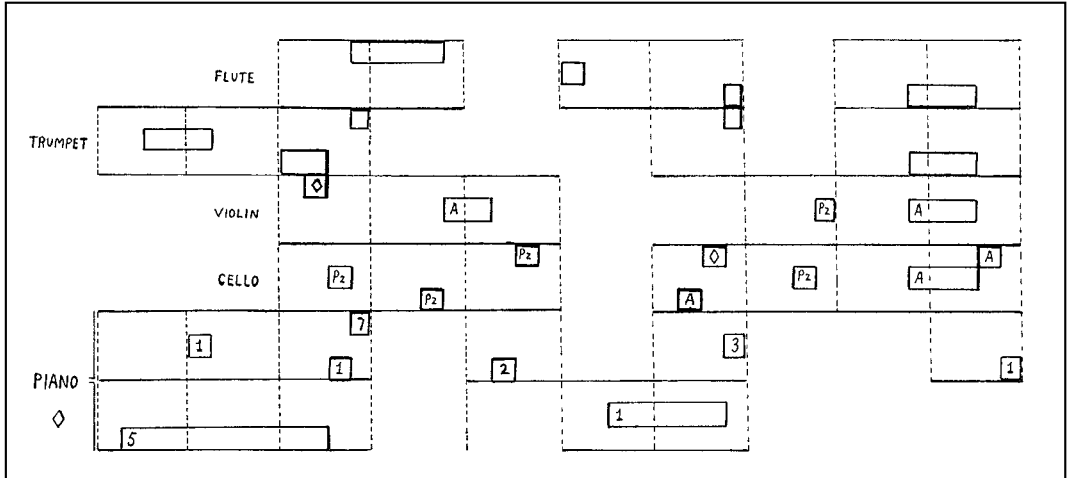 FLUTE
TRUMPET
VIOLIN
A P2 A
P2 A
CELLO P2 P2 A
P2 A
7
1 3
1 2 1
PIANO
1
5